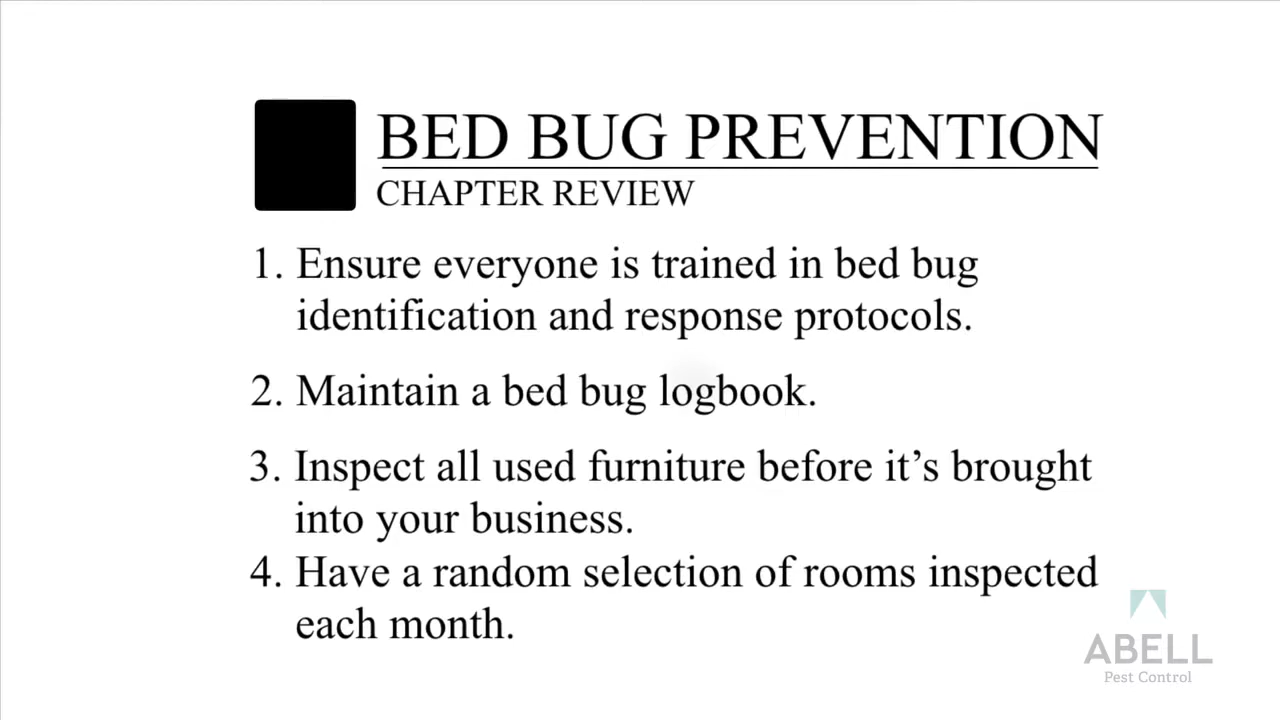 BED BUG PREVENTION
CHAPTER REVIEW
1. Ensure everyone is trained in bed bug
identification and response protocols.
2. Maintain a bed bug logbook.
3. Inspect all used furniture before it’s brought
into your business.
4. Have a random selection of rooms inspected
each month.
ABELL
Pest Control